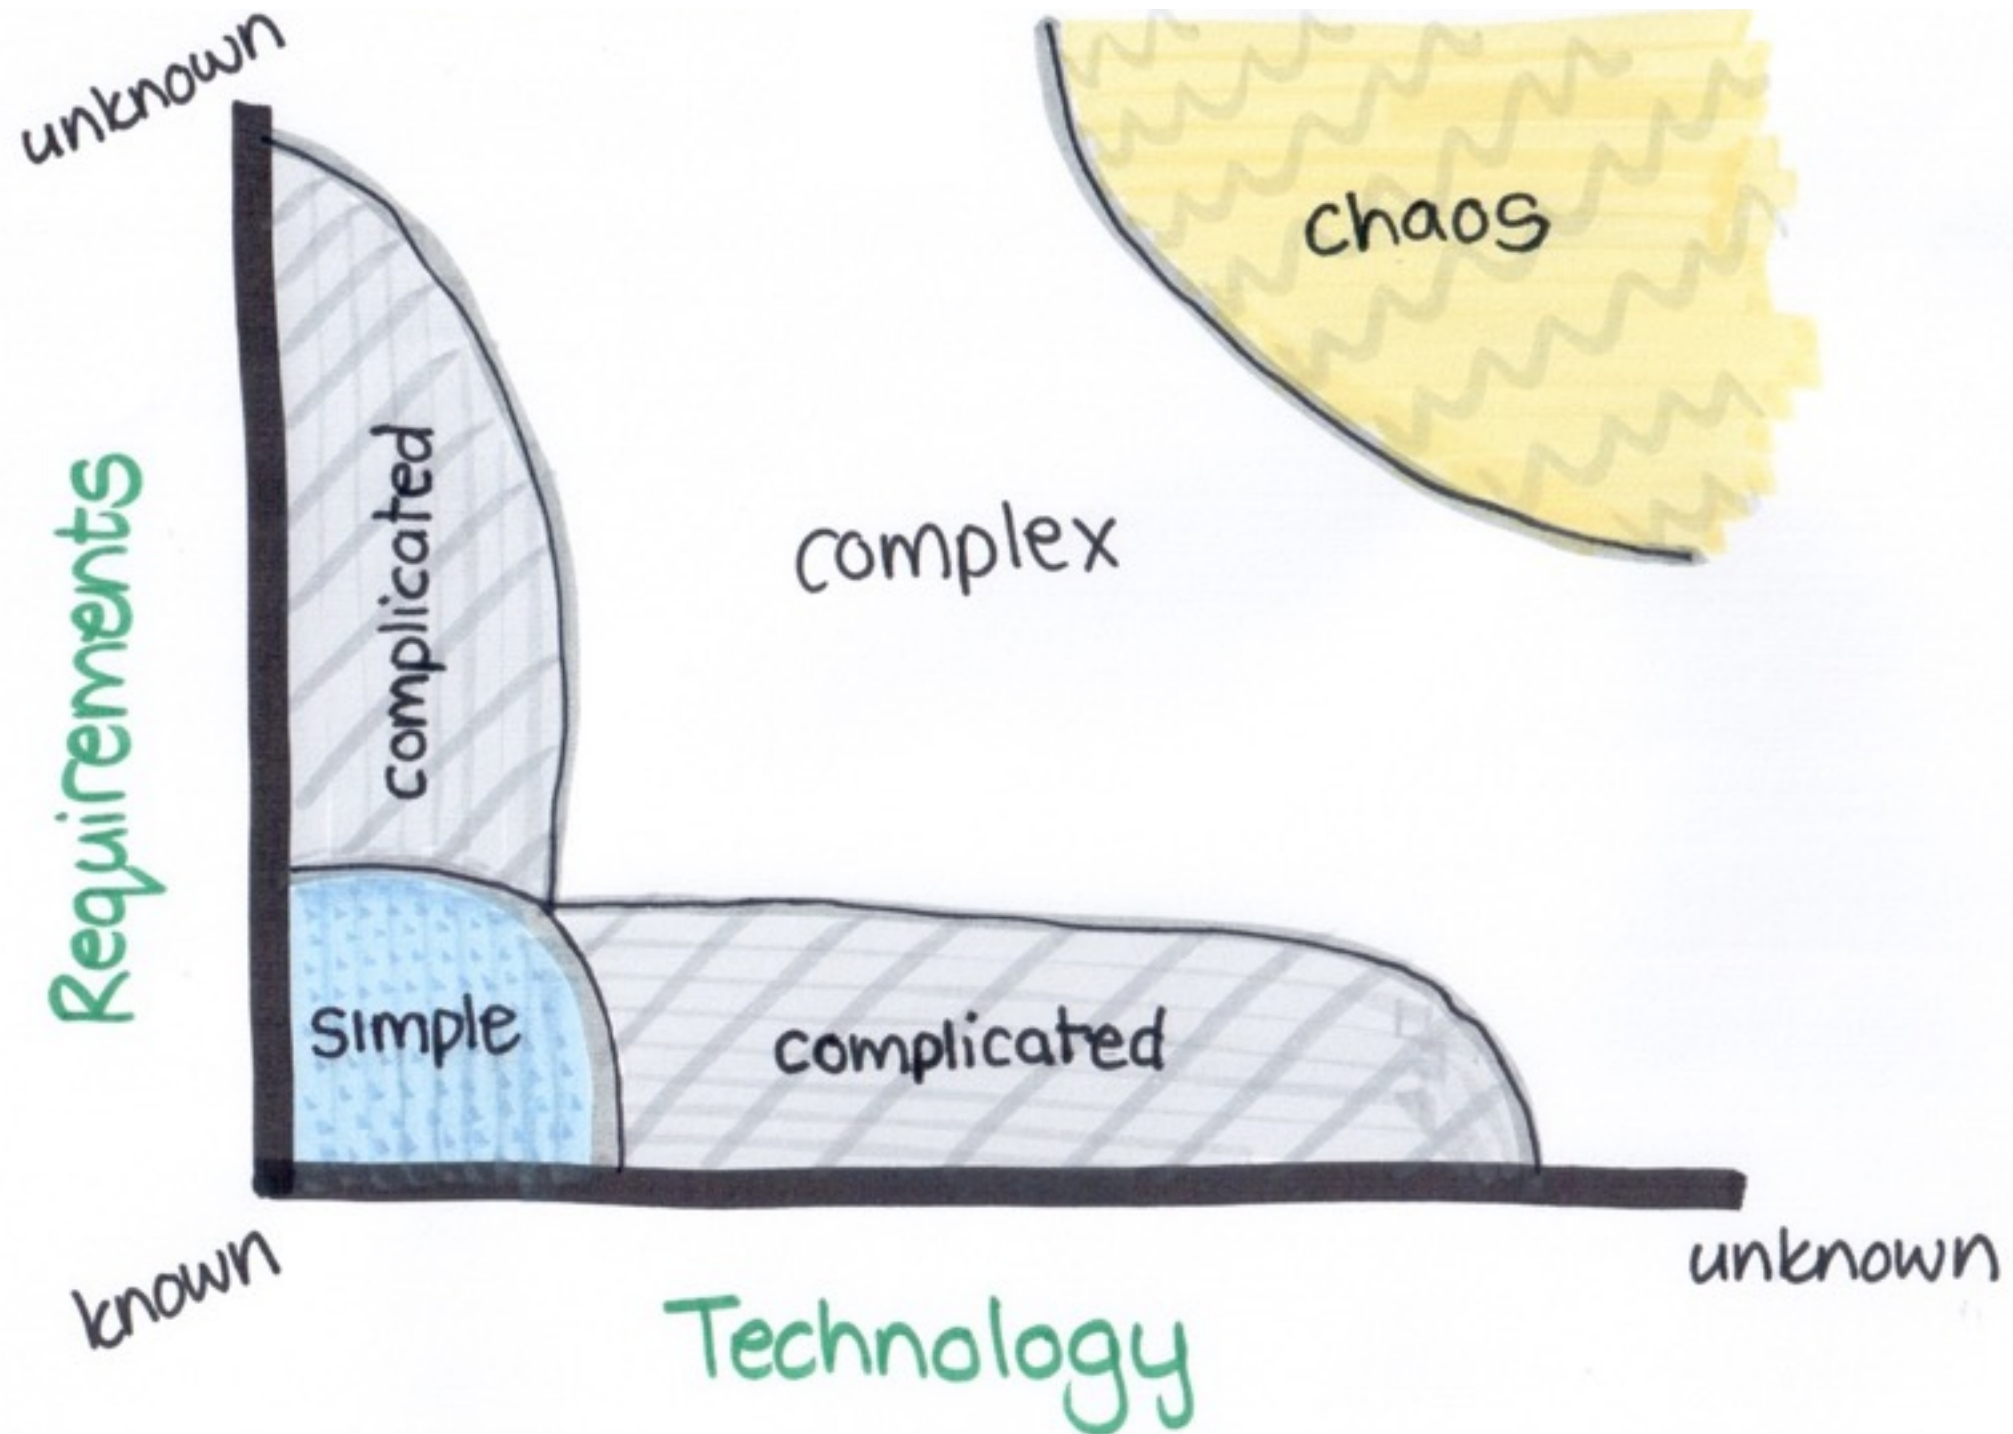 unknown
chaos
complex
complicated
Requirements
simple
complicated
known
unknown
Technology